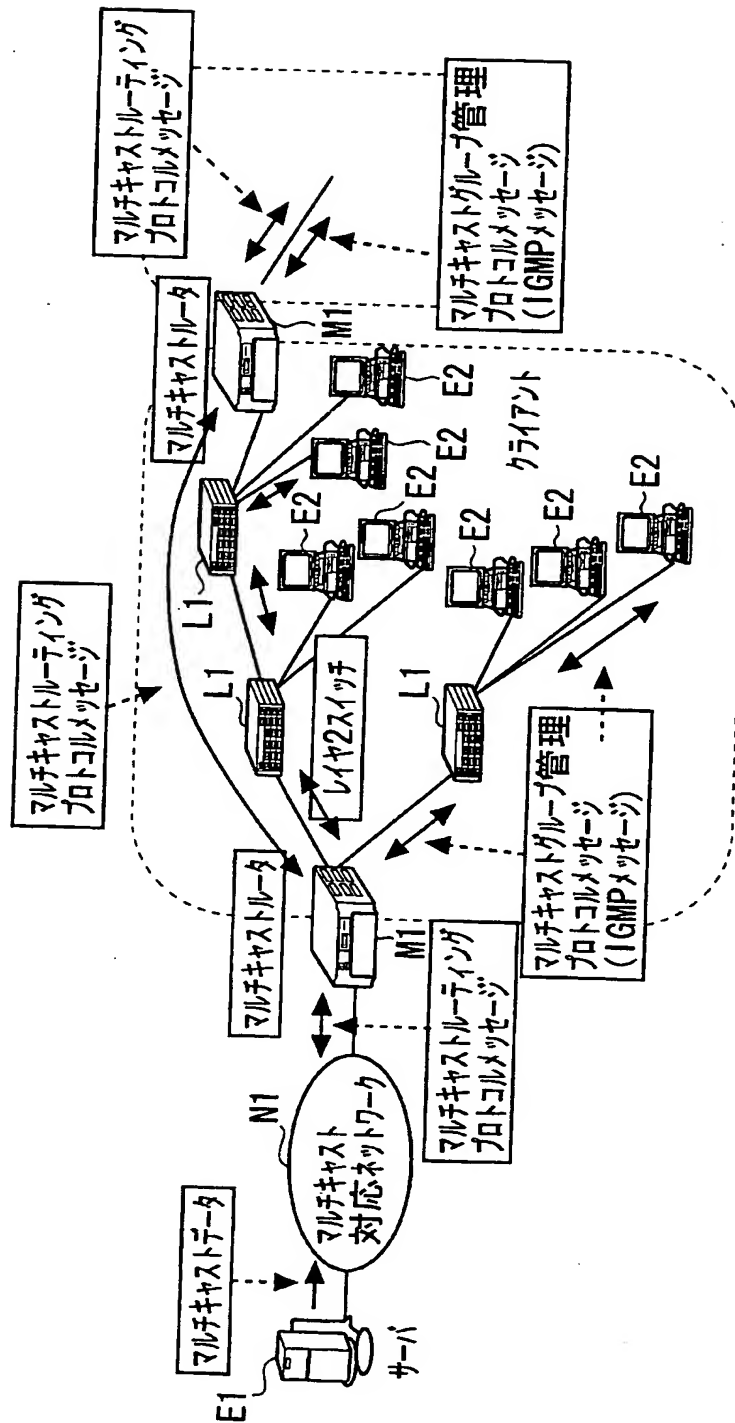 E1
サーバ
マルチキャストデータ
N1
マルチキャスト
対応ネットワーク
マルチキャストルーティング
プロトコルメッセージ
マルチキャストルータ
M1
マルチキャストルーティング
プロトコルメッセージ
L1
レイヤ2スイッチ
L1
L1
マルチキャストグループ管理
プロトコルメッセージ
(IGMPメッセージ)
マルチキャストルータ
M1
E2
E2
E2
E2
E2
E2
E2
クライアント
マルチキャストルーティング
プロトコルメッセージ
マルチキャストグループ管理
プロトコルメッセージ
(IGMPメッセージ)